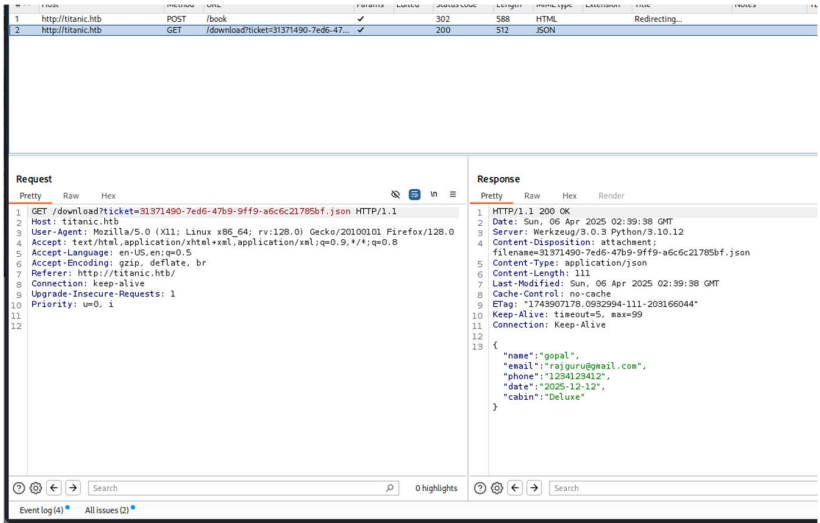 # Host Method URL Params Edited Status code Length MIME type Extension Title Notes
1 http://titanic.htb POST /book ✓ 302 588 HTML Redirecting...
2 http://titanic.htb GET /download?ticket=31371490-7ed6-47... ✓ 200 512 JSON
Request
Pretty Raw Hex \n
1 GET /download?ticket=31371490-7ed6-47b9-9ff9-a6c6c21785bf.json HTTP/1.1
2 Host: titanic.htb
3 User-Agent: Mozilla/5.0 (X11; Linux x86_64; rv:128.0) Gecko/20100101 Firefox/128.0
4 Accept: text/html,application/xhtml+xml,application/xml;q=0.9,*/*;q=0.8
5 Accept-Language: en-US,en;q=0.5
6 Accept-Encoding: gzip, deflate, br
7 Referer: http://titanic.htb/
8 Connection: keep-alive
9 Upgrade-Insecure-Requests: 1
10 Priority: u=0, i
11
12
Search 0 highlights
Response
Pretty Raw Hex Render
1 HTTP/1.1 200 OK
2 Date: Sun, 06 Apr 2025 02:39:38 GMT
3 Server: Werkzeug/3.0.3 Python/3.10.12
4 Content-Disposition: attachment;
filename=31371490-7ed6-47b9-9ff9-a6c6c21785bf.json
5 Content-Type: application/json
6 Content-Length: 111
7 Last-Modified: Sun, 06 Apr 2025 02:39:38 GMT
8 Cache-Control: no-cache
9 ETag: "1743907178.0932994-111-203166044"
10 Keep-Alive: timeout=5, max=99
11 Connection: Keep-Alive
12
13 {
"name":"gopal",
"email":"rajguru@gmail.com",
"phone":"1234123412",
"date":"2025-12-12",
"cabin":"Deluxe"
}
Search
Event log (4) All issues (2)